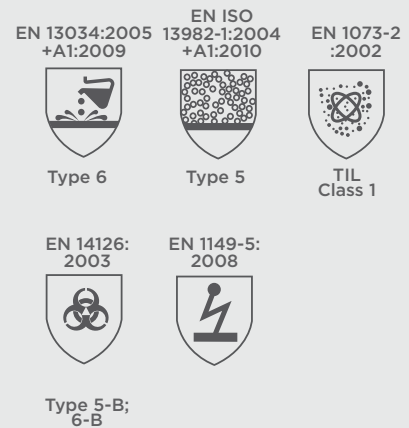 EN 13034:2005
+A1:2009
Type 6
EN ISO
13982-1:2004
+A1:2010
Type 5
EN 1073-2
:2002
TIL
Class 1
EN 14126:
2003
Type 5-B;
6-B
EN 1149-5:
2008